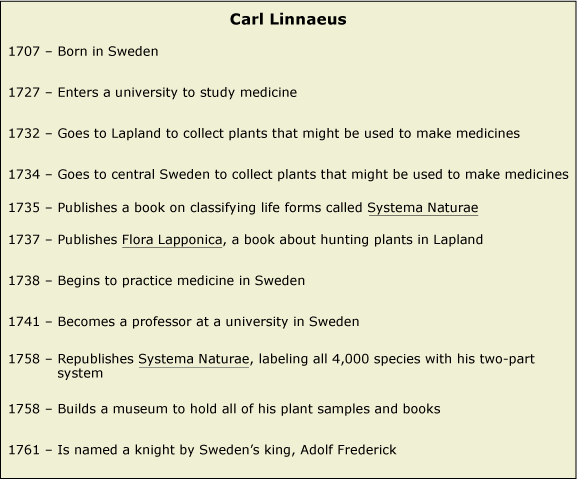 Carl Linnaeus
1707 – Born in Sweden
1727 – Enters a university to study medicine
1732 – Goes to Lapland to collect plants that might be used to make medicines
1734 – Goes to central Sweden to collect plants that might be used to make medicines
1735 – Publishes a book on classifying life forms called Systema Naturae
1737 – Publishes Flora Lapponica, a book about hunting plants in Lapland
1738 – Begins to practice medicine in Sweden
1741 – Becomes a professor at a university in Sweden
1758 – Republishes Systema Naturae, labeling all 4,000 species with his two-part
system
1758 – Builds a museum to hold all of his plant samples and books
1761 – Is named a knight by Sweden’s king, Adolf Frederick